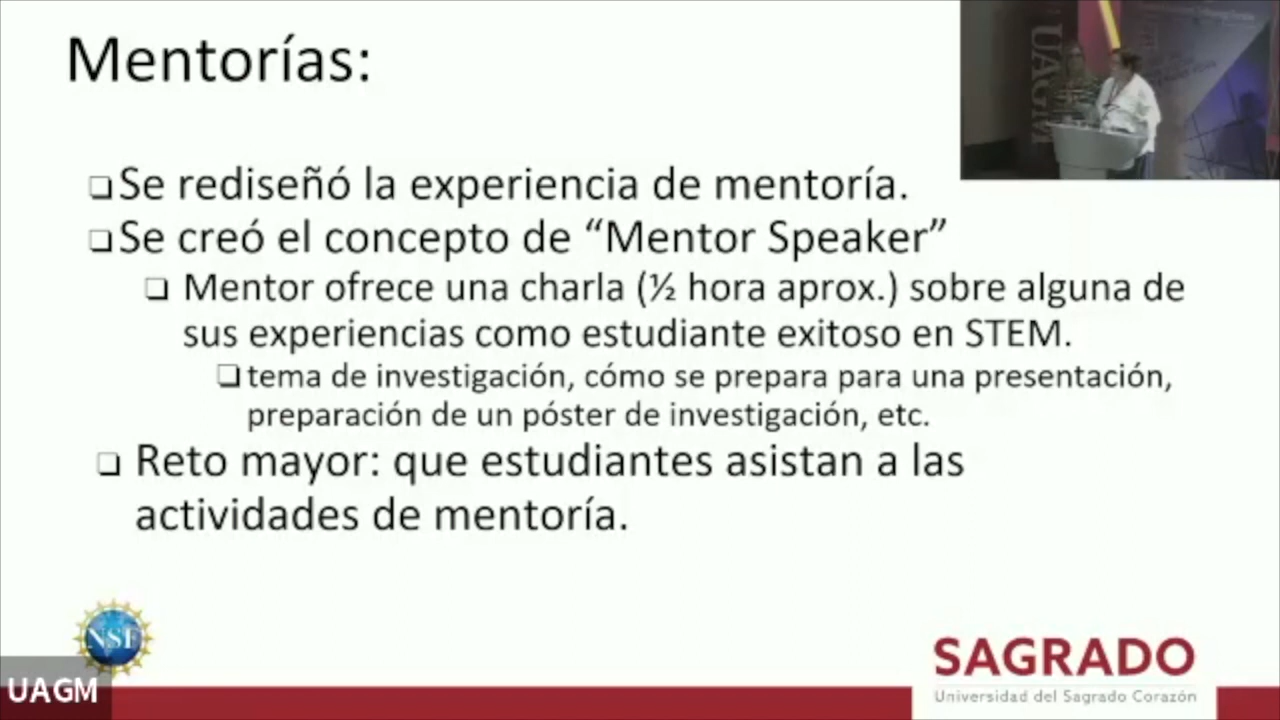 Mentorías:
❑Se rediseñó la experiencia de mentoría.
❑Se creó el concepto de “Mentor Speaker”
❑ Mentor ofrece una charla (½ hora aprox.) sobre alguna de
sus experiencias como estudiante exitoso en STEM.
❑tema de investigación, cómo se prepara para una presentación,
preparación de un póster de investigación, etc.
❑ Reto mayor: que estudiantes asistan a las
actividades de mentoría.
UAGM
NSF
UAGM
SAGRADO
Universidad del Sagrado Corazón